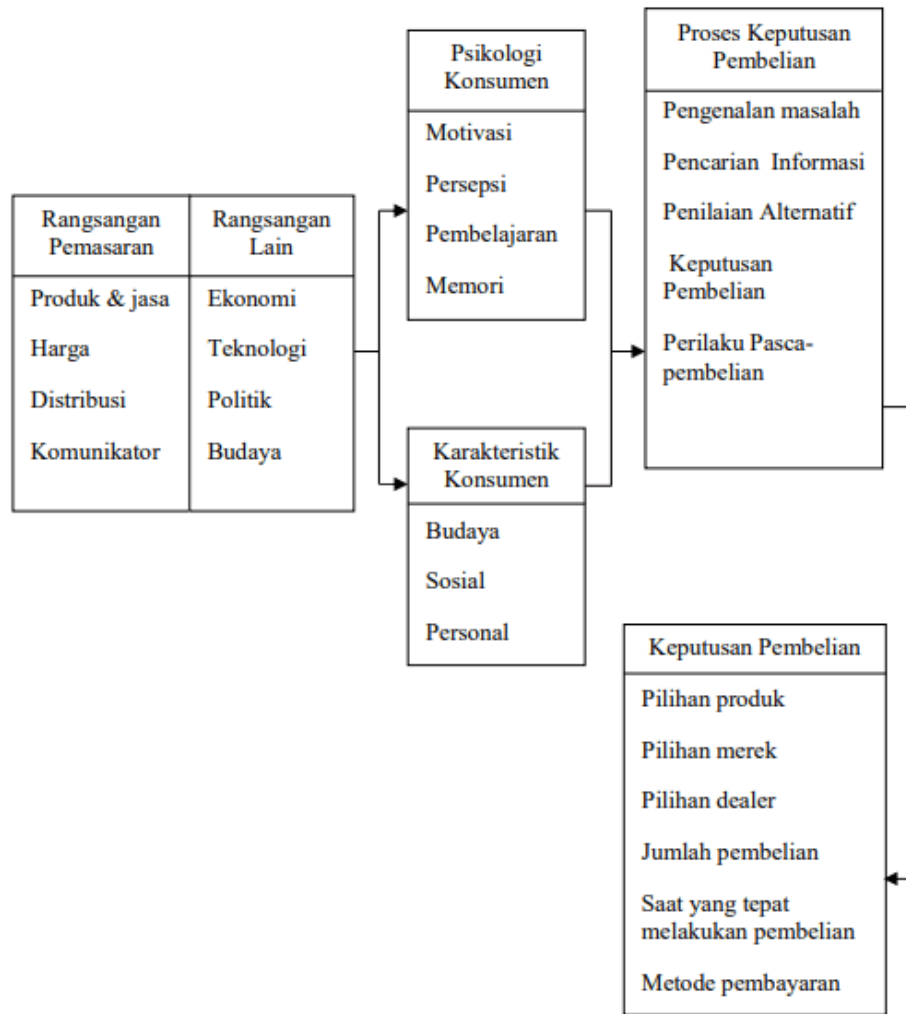 Rangsangan
Pemasaran
Produk & jasa
Harga
Distribusi
Komunikator
Rangsangan
Lain
Ekonomi
Teknologi
Politik
Budaya
Psikologi
Konsumen
Motivasi
Persepsi
Pembelajaran
Memori
Karakteristik
Konsumen
Budaya
Sosial
Personal
Proses Keputusan
Pembelian
Pengenalan masalah
Pencarian Informasi
Penilaian Alternatif
Keputusan
Pembelian
Perilaku Pasca-
pembelian
Keputusan Pembelian
Pilihan produk
Pilihan merek
Pilihan dealer
Jumlah pembelian
Saat yang tepat
melakukan pembelian
Metode pembayaran